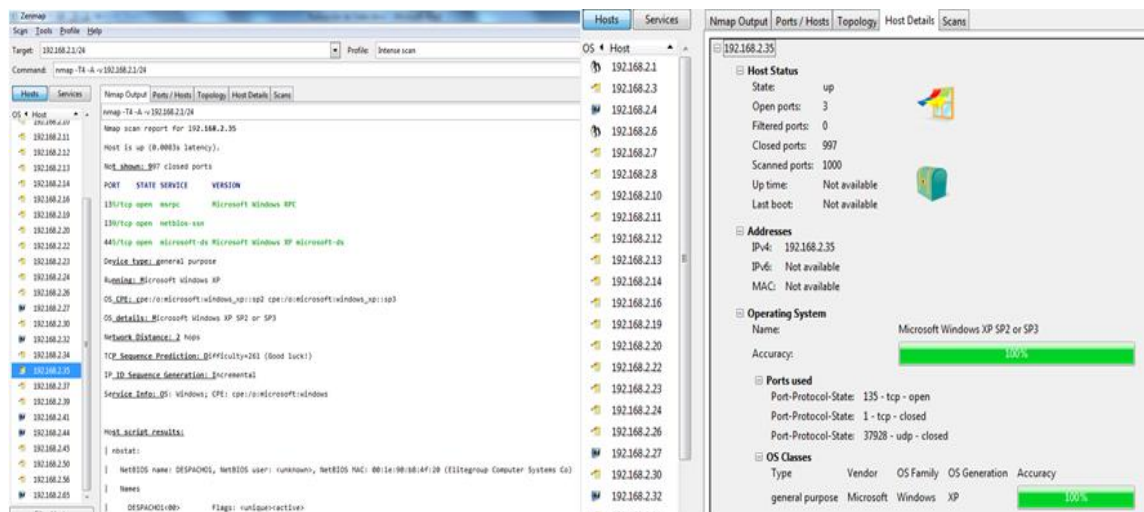 Zenmap
Scan Tools Profile Help
Target: 192.168.2.1/24 Profile: Intense scan
Command: nmap -T4 -A -v 192.168.2.1/24
Hosts Services
OS Host
192.168.2.10
192.168.2.11
192.168.2.12
192.168.2.13
192.168.2.14
192.168.2.16
192.168.2.19
192.168.2.20
192.168.2.22
192.168.2.23
192.168.2.24
192.168.2.26
192.168.2.27
192.168.2.30
192.168.2.32
192.168.2.34
192.168.2.35
192.168.2.37
192.168.2.39
192.168.2.41
192.168.2.44
192.168.2.45
192.168.2.50
192.168.2.56
192.168.2.65
Nmap Output Ports / Hosts Topology Host Details Scans
nmap -T4 -A -v 192.168.2.1/24
Nmap scan report for 192.168.2.35
Host is up (0.0083s latency).
Not shown: 997 closed ports
PORT STATE SERVICE VERSION
135/tcp open msrpc Microsoft Windows RPC
139/tcp open netbios-ssn
445/tcp open microsoft-ds Microsoft Windows XP microsoft-ds
Device type: general purpose
Running: Microsoft Windows XP
OS CPE: cpe:/o:microsoft:windows_xp::sp2 cpe:/o:microsoft:windows_xp::sp3
OS details: Microsoft Windows XP SP2 or SP3
Network Distance: 2 hops
TCP Sequence Prediction: Difficulty=261 (Good luck!)
IP ID Sequence Generation: Incremental
Service Info: OS: Windows; CPE: cpe:/o:microsoft:windows
Host script results:
| nbstat:
| NetBIOS name: DESPACHO1, NetBIOS user: <unknown>, NetBIOS MAC: 00:1e:90:b8:4f:20 (Elitegroup Computer Systems Co)
| Names
| DESPACHO1<00> Flags: <unique><active>
Hosts Services
OS Host
192.168.2.1
192.168.2.3
192.168.2.4
192.168.2.6
192.168.2.7
192.168.2.8
192.168.2.10
192.168.2.11
192.168.2.12
192.168.2.13
192.168.2.14
192.168.2.16
192.168.2.19
192.168.2.20
192.168.2.22
192.168.2.23
192.168.2.24
192.168.2.26
192.168.2.27
192.168.2.30
192.168.2.32
Nmap Output Ports / Hosts Topology Host Details Scans
192.168.2.35
Host Status
State: up
Open ports: 3
Filtered ports: 0
Closed ports: 997
Scanned ports: 1000
Up time: Not available
Last boot: Not available
Addresses
IPv4: 192.168.2.35
IPv6: Not available
MAC: Not available
Operating System
Name: Microsoft Windows XP SP2 or SP3
Accuracy: 100%
Ports used
Port-Protocol-State: 135 - tcp - open
Port-Protocol-State: 1 - tcp - closed
Port-Protocol-State: 37928 - udp - closed
OS Classes
Type Vendor OS Family OS Generation Accuracy
general purpose Microsoft Windows XP 100%